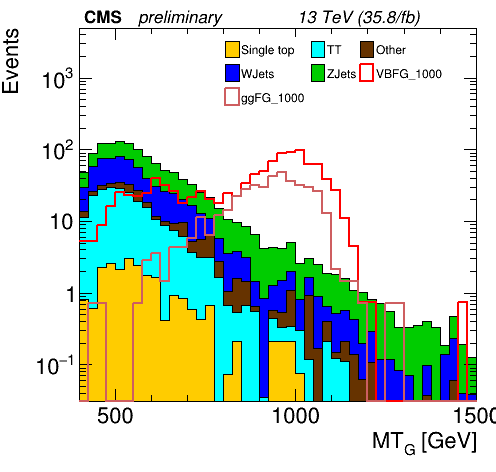 CMS preliminary 13 TeV (35.8/fb)
Events
Single top TT Other
WJets ZJets VBFG_1000
ggFG_1000
10³
10²
10
1
10⁻¹
500 1000 1500
MT_G [GeV]